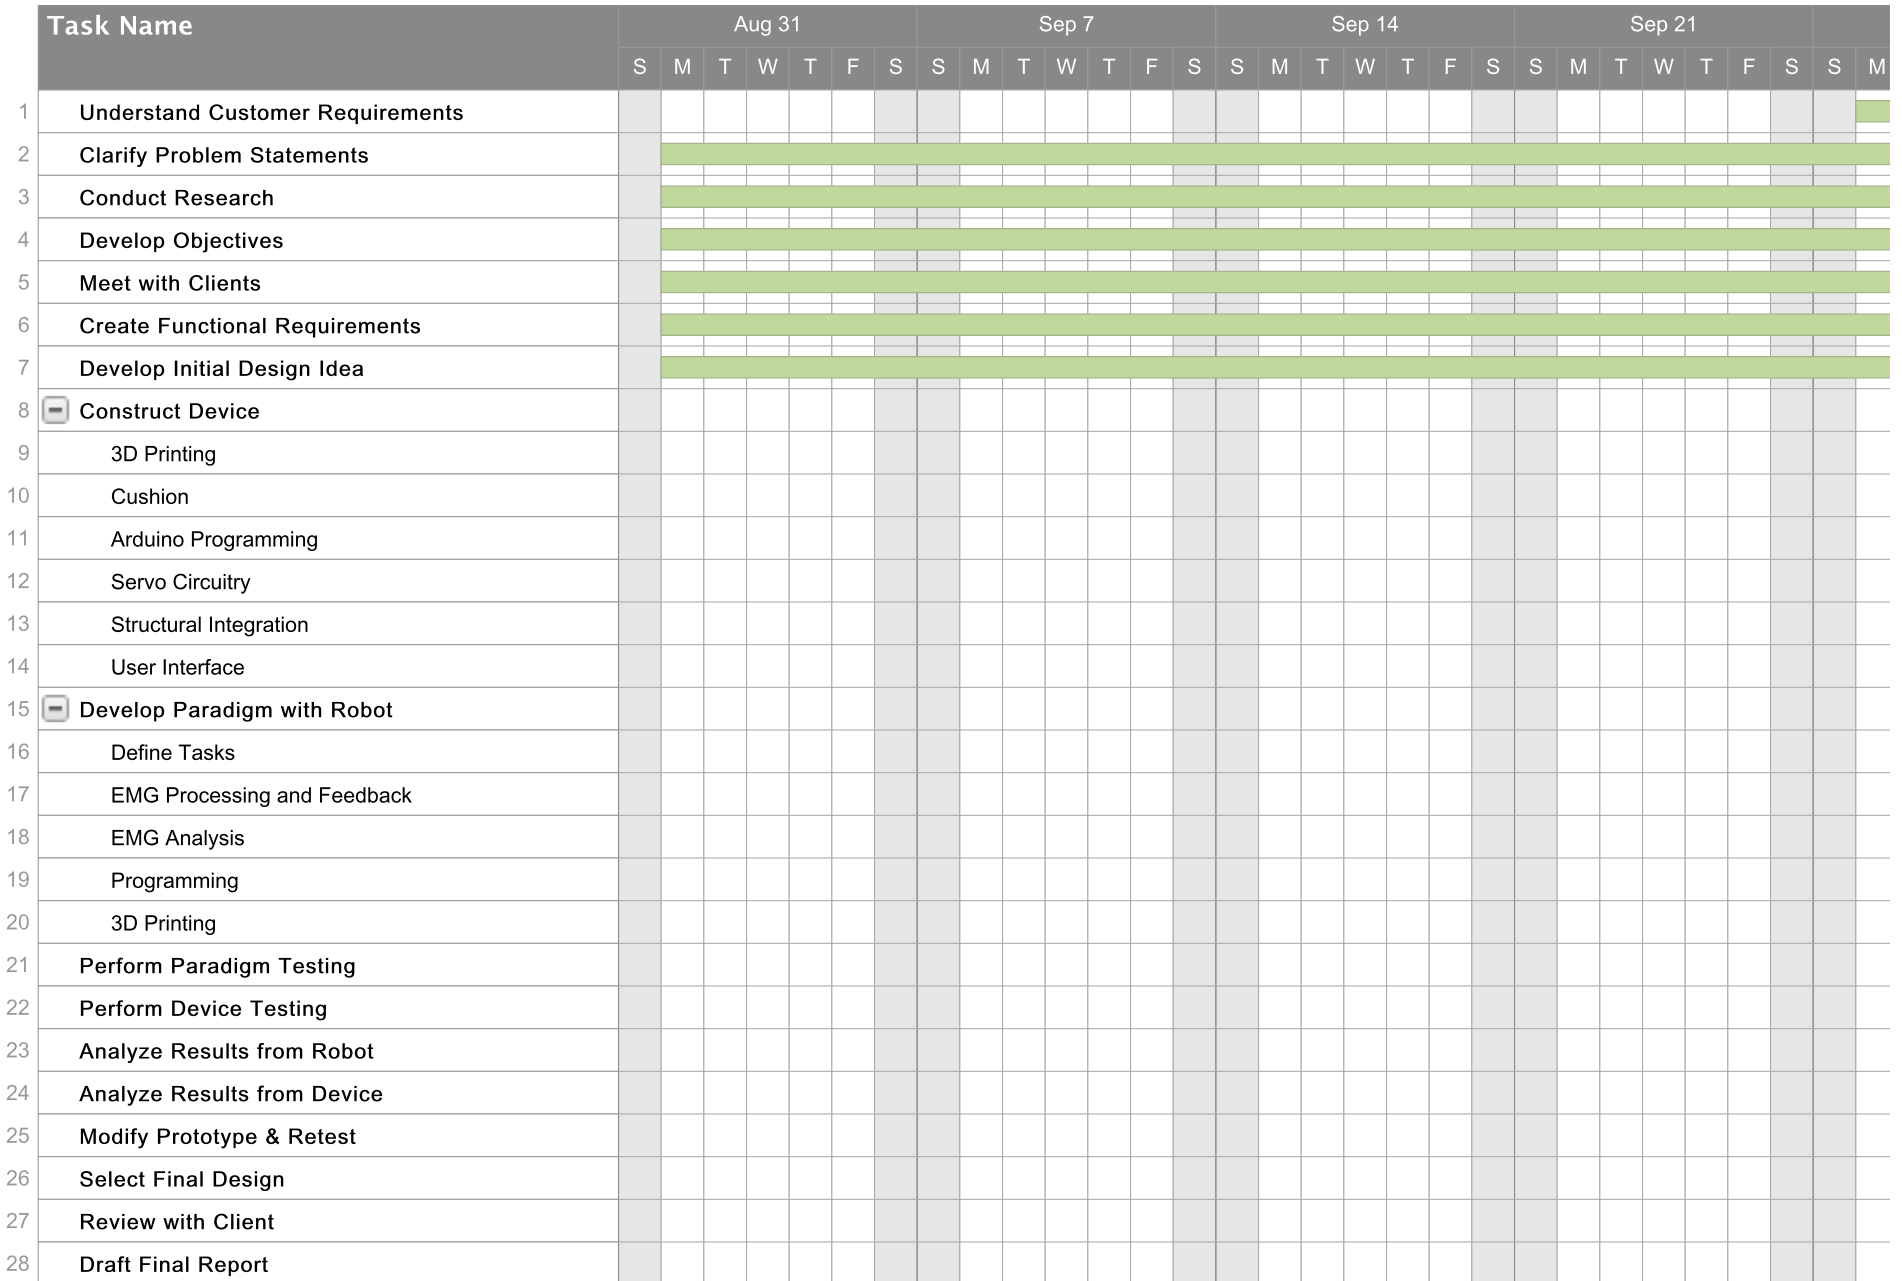 Task Name
Aug 31 Sep 7 Sep 14 Sep 21
S M T W T F S S M T W T F S S M T W T F S S M T W T F S S M
1 Understand Customer Requirements
2 Clarify Problem Statements
3 Conduct Research
4 Develop Objectives
5 Meet with Clients
6 Create Functional Requirements
7 Develop Initial Design Idea
8 Construct Device
9 3D Printing
10 Cushion
11 Arduino Programming
12 Servo Circuitry
13 Structural Integration
14 User Interface
15 Develop Paradigm with Robot
16 Define Tasks
17 EMG Processing and Feedback
18 EMG Analysis
19 Programming
20 3D Printing
21 Perform Paradigm Testing
22 Perform Device Testing
23 Analyze Results from Robot
24 Analyze Results from Device
25 Modify Prototype & Retest
26 Select Final Design
27 Review with Client
28 Draft Final Report